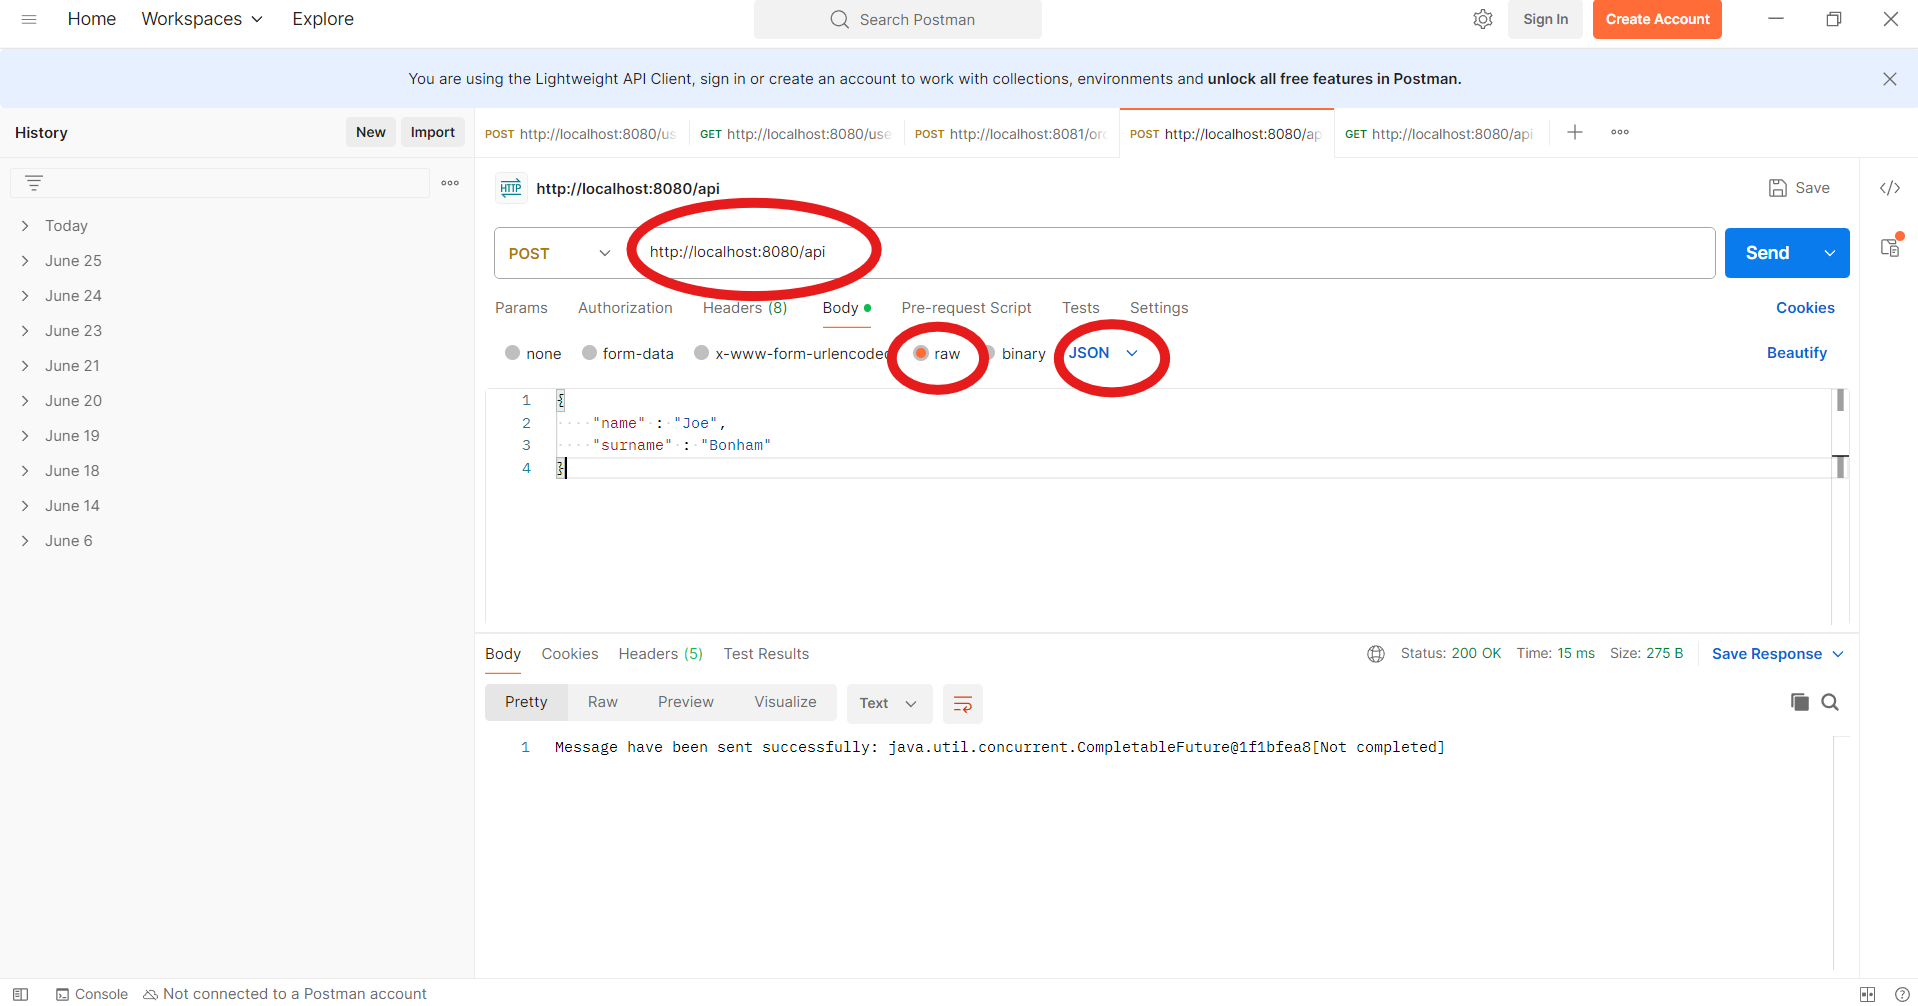 Home Workspaces Explore Search Postman Sign In Create Account
You are using the Lightweight API Client, sign in or create an account to work with collections, environments and unlock all free features in Postman.
History New Import POST http://localhost:8080/us GET http://localhost:8080/use POST http://localhost:8081/ord POST http://localhost:8080/ap GET http://localhost:8080/api
HTTP http://localhost:8080/api Save
Today
June 25
June 24
June 23
June 21
June 20
June 19
June 18
June 14
June 6
POST http://localhost:8080/api Send
Params Authorization Headers (8) Body Pre-request Script Tests Settings Cookies
none form-data x-www-form-urlencoded raw binary JSON Beautify
1 {
2 "name" : "Joe",
3 "surname" : "Bonham"
4 }
Body Cookies Headers (5) Test Results Status: 200 OK Time: 15 ms Size: 275 B Save Response
Pretty Raw Preview Visualize Text
1 Message have been sent successfully: java.util.concurrent.CompletableFuture@1f1bfea8[Not completed]
Console Not connected to a Postman account